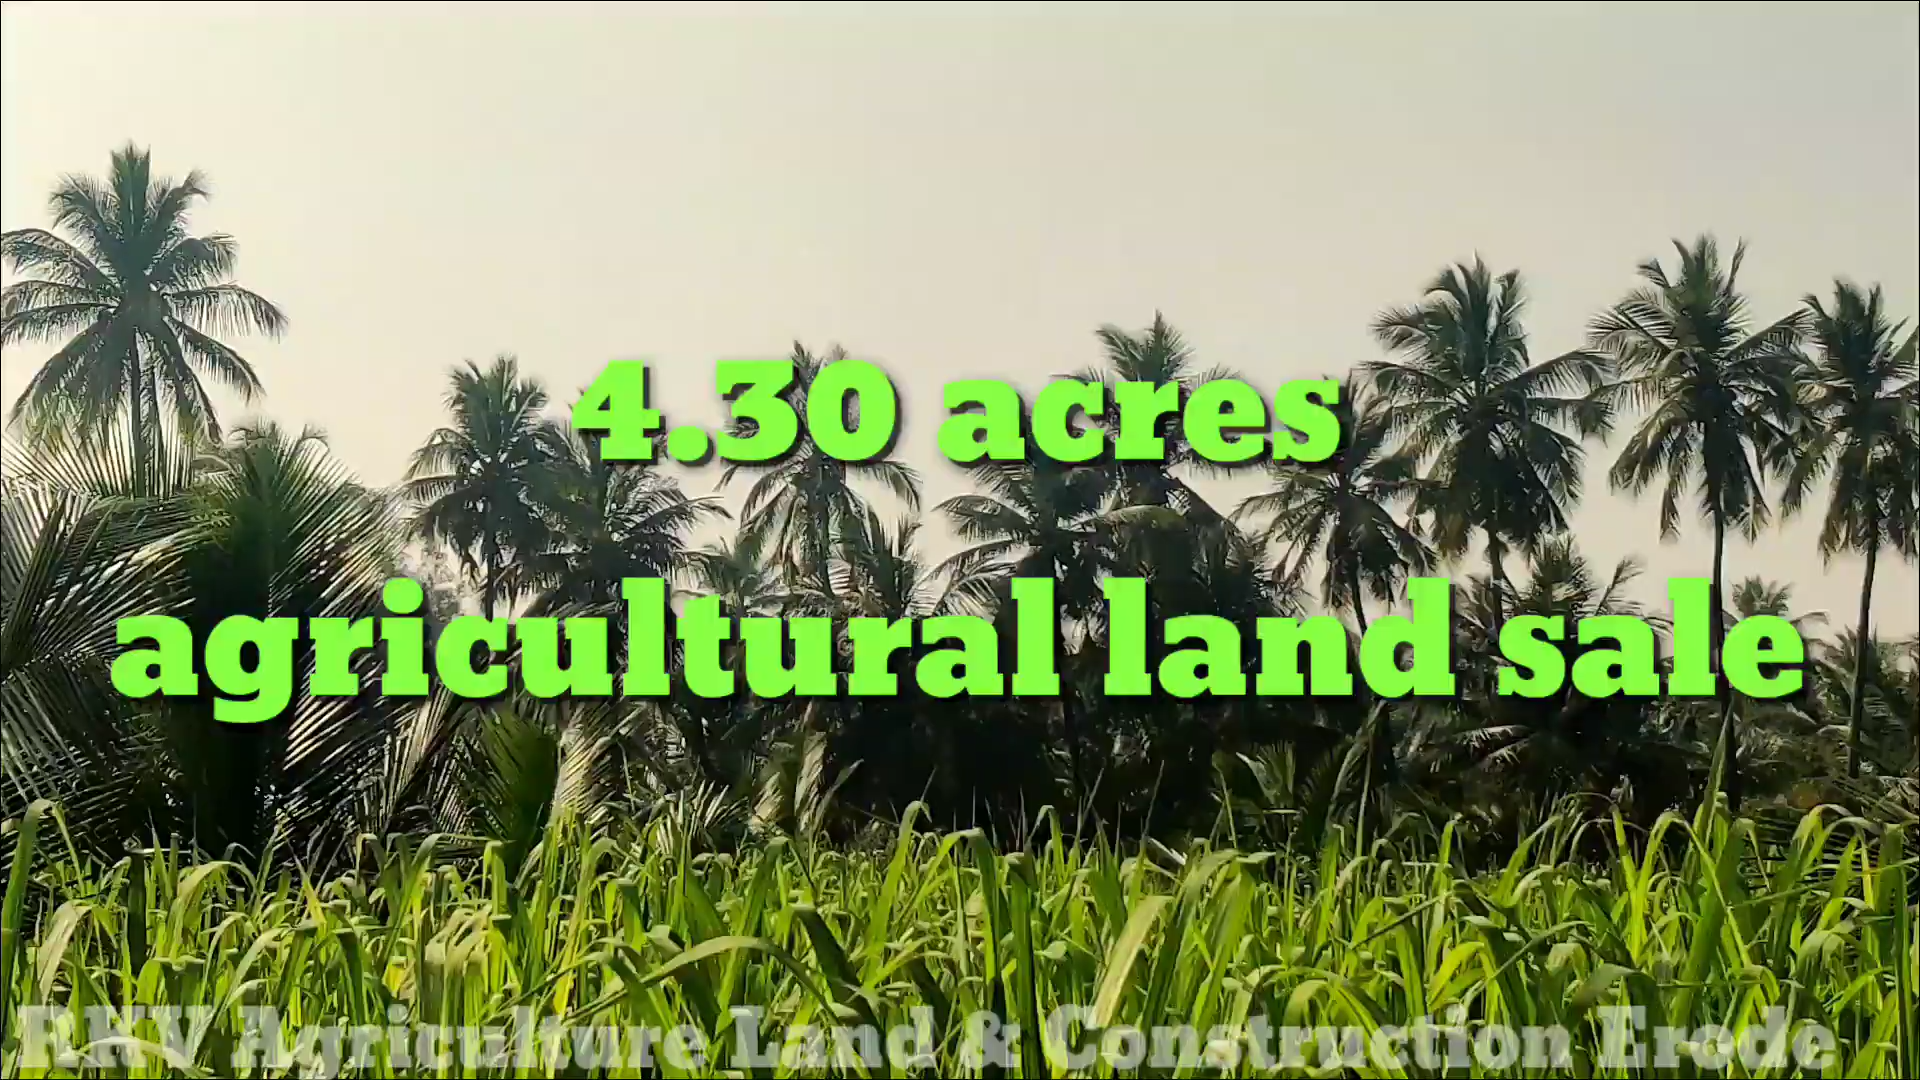 4.30 acres
agricultural land sale
Agriculture Land & Construction Erode